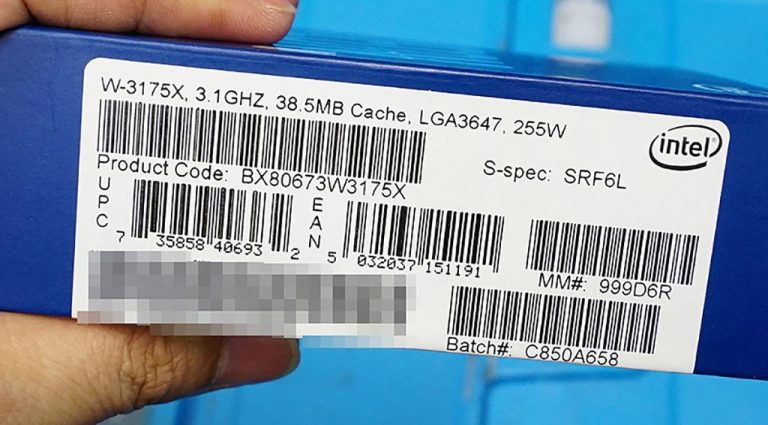 W-3175X, 3.1GHZ, 38.5MB Cache, LGA3647, 255W
intel
Product Code: BX80673W3175X
S-spec: SRF6L
UPC
7 35858 40693 2
EAN
5 032037 151191
MM#: 999D6R
Batch#: C850A658